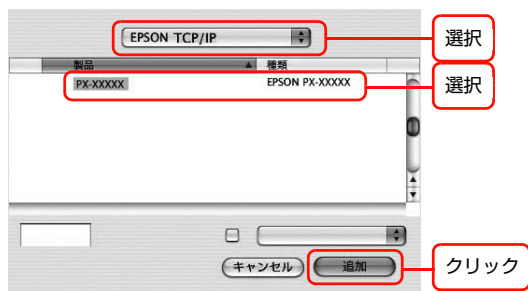 EPSON TCP/IP
選択
製品 種類
PX-XXXXX EPSON PX-XXXXX
選択
キャンセル 追加
クリック